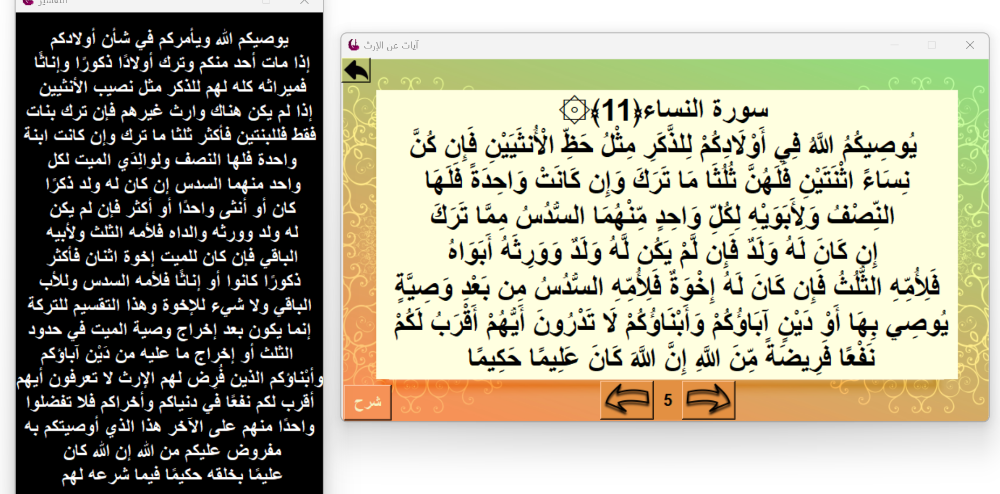 التفسير
يوصيكم الله ويأمركم في شأن أولادكم
إذا مات أحد منكم وترك أولادًا ذكورًا وإناثًا
فميراثه كله لهم للذكر مثل نصيب الأنثيين
إذا لم يكن هناك وارث غيرهم فإن ترك بنات
فقط فللبنتين فأكثر ثلثا ما ترك وإن كانت ابنة
واحدة فلها النصف ولوالِدَي الميت لكل
واحد منهما السدس إن كان له ولد ذكرًا
كان أو أنثى واحدًا أو أكثر فإن لم يكن
له ولد وورثه والداه فلأمه الثلث ولأبيه
الباقي فإن كان للميت إخوة اثنان فأكثر
ذكورًا كانوا أو إناثًا فلأمه السدس وللأب
الباقي ولا شيء للإخوة وهذا التقسيم للتركة
إنما يكون بعد إخراج وصية الميت في حدود
الثلث أو إخراج ما عليه من دَيْن آباؤكم
وأبْناؤكم الذين فُرِض لهم الإرث لا تعرفون أيهم
أقرب لكم نفعًا في دنياكم وأخراكم فلا تفضلوا
واحدًا منهم على الآخر هذا الذي أوصيتكم به
مفروض عليكم من الله إن الله كان
عليمًا بخلقه حكيمًا فيما شرعه لهم
آيات عن الإرث
سورة النساء﴿11﴾۞
يُوصِيكُمُ اللَّهُ فِي أَوْلَادِكُمْ لِلذَّكَرِ مِثْلُ حَظِّ الْأُنثَيَيْنِ فَإِن كُنَّ
نِسَاءً اثْنَتَيْنِ فَلَهُنَّ ثُلُثَا مَا تَرَكَ وَإِن كَانَتْ وَاحِدَةً فَلَهَا
النِّصْفُ وَلِأَبَوَيْهِ لِكُلِّ وَاحِدٍ مِّنْهُمَا السُّدُسُ مِمَّا تَرَكَ
إِن كَانَ لَهُ وَلَدٌ فَإِن لَّمْ يَكُن لَّهُ وَلَدٌ وَوَرِثَهُ أَبَوَاهُ
فَلِأُمِّهِ الثُّلُثُ فَإِن كَانَ لَهُ إِخْوَةٌ فَلِأُمِّهِ السُّدُسُ مِن بَعْدِ وَصِيَّةٍ
يُوصِي بِهَا أَوْ دَيْنٍ آبَاؤُكُمْ وَأَبْنَاؤُكُمْ لَا تَدْرُونَ أَيُّهُمْ أَقْرَبُ لَكُمْ
نَفْعًا فَرِيضَةً مِّنَ اللَّهِ إِنَّ اللَّهَ كَانَ عَلِيمًا حَكِيمًا
5
شرح